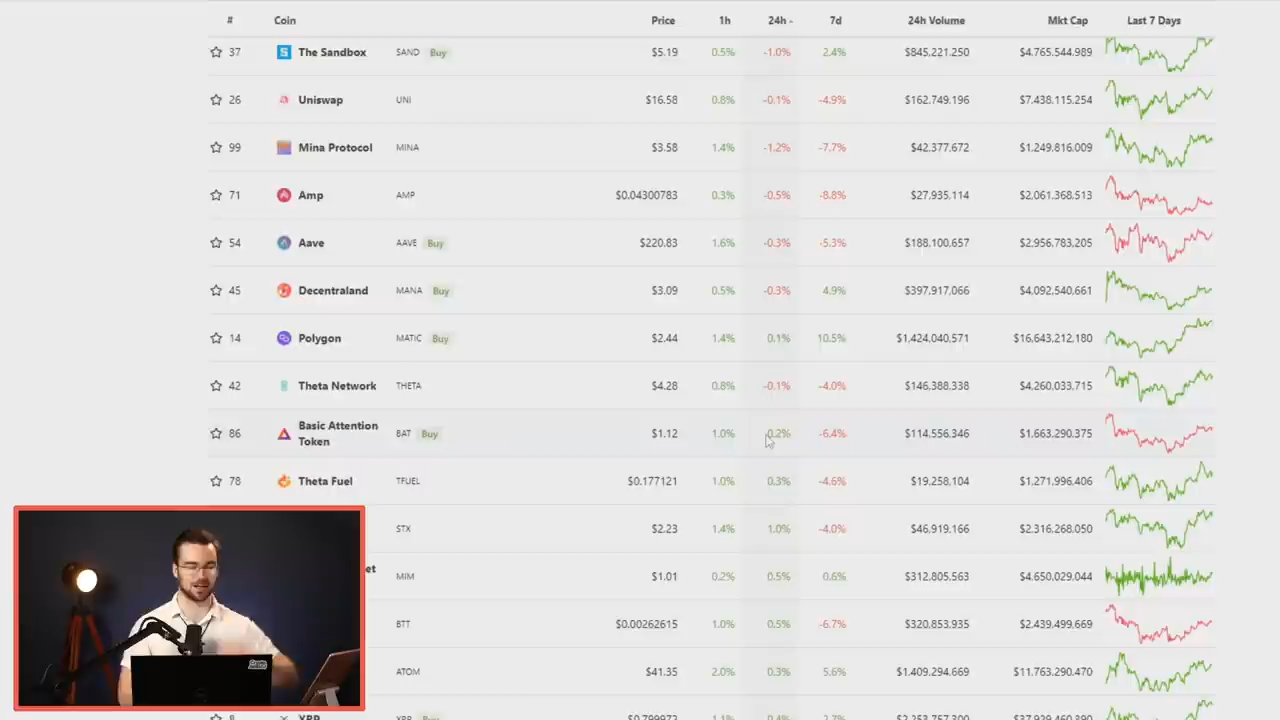 # Coin Price 1h 24h 7d 24h Volume Mkt Cap Last 7 Days
37 The Sandbox SAND Buy $5.19 0.5% -1.0% 2.4% $845.221.250 $4.765.544.989
26 Uniswap UNI $16.58 0.8% -0.1% -4.9% $162.749.196 $7.438.115.254
99 Mina Protocol MINA $3.58 1.4% -1.2% -7.7% $42.377.672 $1.249.816.009
71 Amp AMP $0.04300783 0.3% -0.5% -8.8% $27.935.114 $2.061.368.513
54 Aave AAVE Buy $220.83 1.6% -0.3% -5.3% $188.100.657 $2.956.783.205
45 Decentraland MANA Buy $3.09 0.5% -0.3% 4.9% $397.917.066 $4.092.540.661
14 Polygon MATIC Buy $2.44 1.4% 0.1% 10.5% $1.424.040.571 $16.643.212.180
42 Theta Network THETA $4.28 0.8% -0.1% -4.0% $146.388.338 $4.260.033.715
86 Basic Attention BAT Buy $1.12 1.0% 0.2% -6.4% $114.556.346 $1.663.290.375
Token
78 Theta Fuel TFUEL $0.177121 1.0% 0.3% -4.6% $19.258.104 $1.271.996.406
STX $2.23 1.4% 1.0% -4.0% $46.919.166 $2.316.268.050
et MIM $1.01 0.2% 0.5% 0.6% $312.805.563 $4.650.029.044
BTT $0.00262615 1.0% 0.5% -6.7% $320.853.935 $2.439.499.669
ATOM $41.35 2.0% 0.3% 5.6% $1.409.294.669 $11.763.290.470
XRP